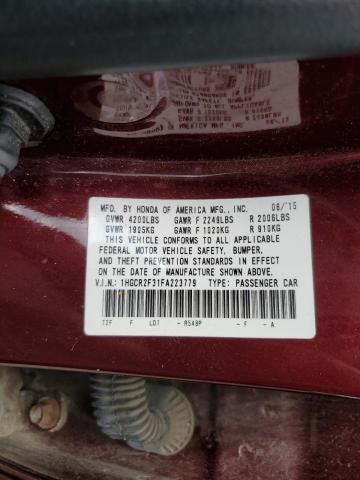 MFD. BY HONDA OF AMERICA MFG., INC. 06/15
GVWR 4200LBS GAWR F 2249LBS R 2006LBS
GVWR 1905KG GAWR F 1020KG R 910KG
THIS VEHICLE CONFORMS TO ALL APPLICABLE
FEDERAL MOTOR VEHICLE SAFETY, BUMPER,
AND THEFT PREVENTION STANDARDS IN EFFECT
ON THE DATE OF MANUFACTURE SHOWN ABOVE.
V.I.N.: 1HGCR2F31FA223779 TYPE: PASSENGER CAR
T2F F LD7 - R548P - F - A